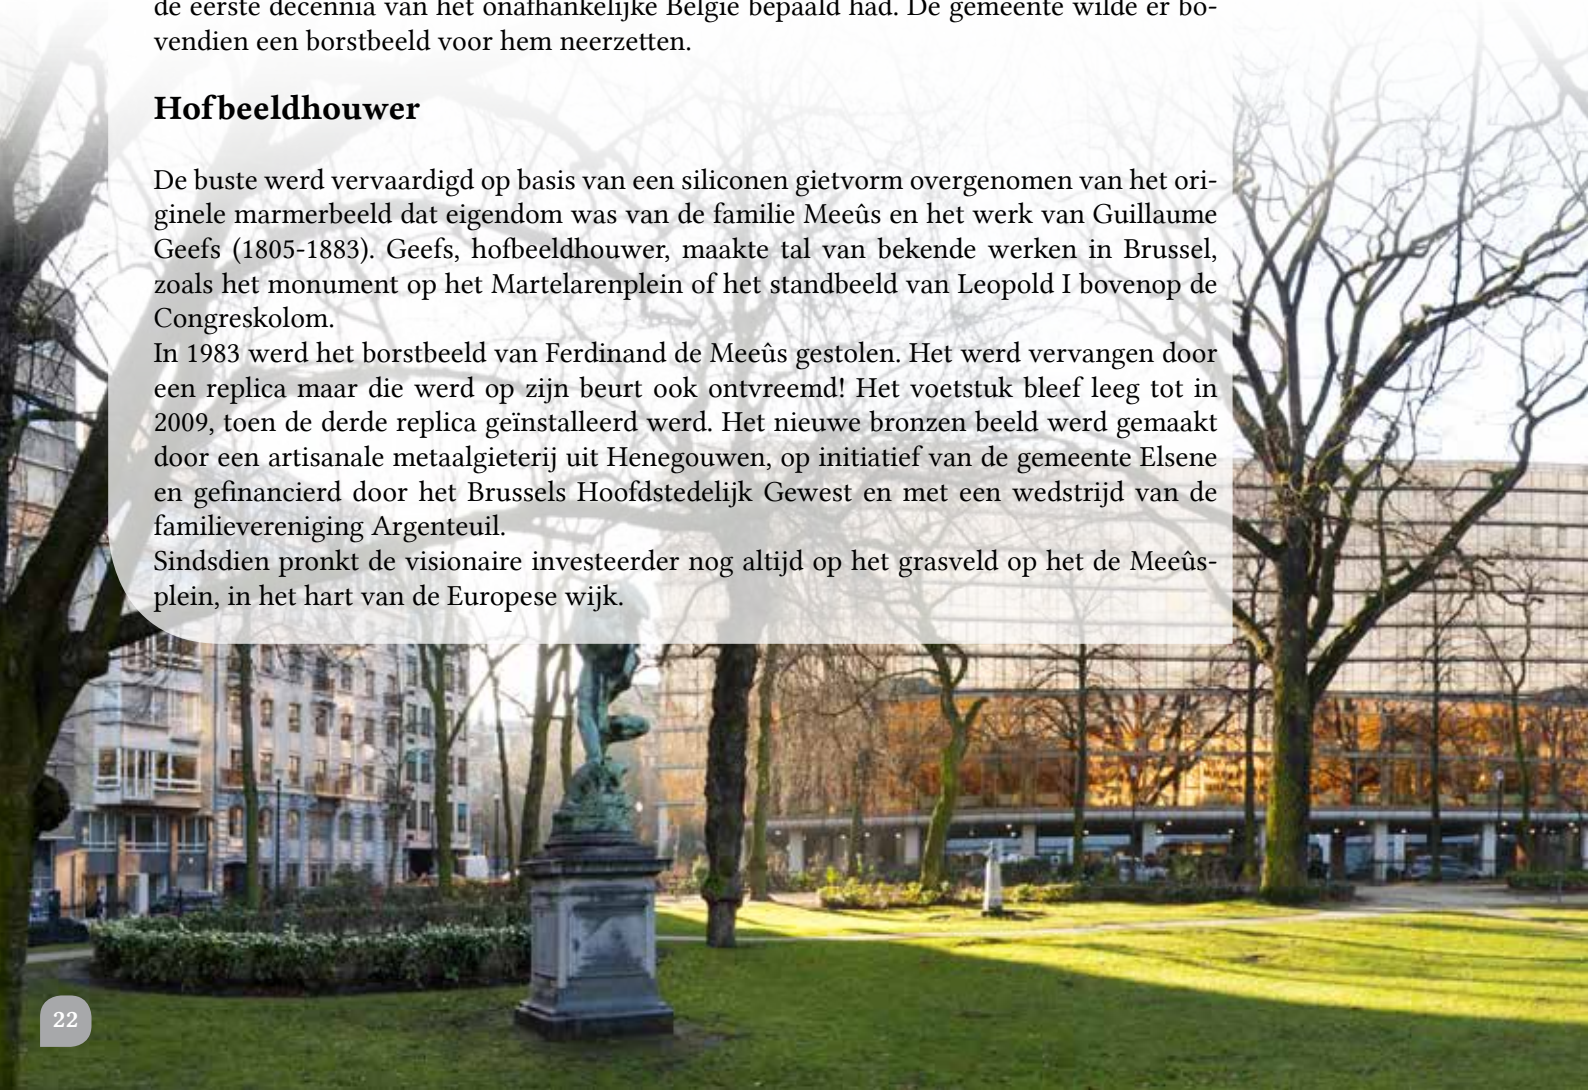 de eerste decennia van het onafhankelijke België bepaald had. De gemeente wilde er bo-
vendien een borstbeeld voor hem neerzetten.
Hofbeeldhouwer
De buste werd vervaardigd op basis van een siliconen gietvorm overgenomen van het ori-
ginele marmerbeeld dat eigendom was van de familie Meeûs en het werk van Guillaume
Geefs (1805-1883). Geefs, hofbeeldhouwer, maakte tal van bekende werken in Brussel,
zoals het monument op het Martelarenplein of het standbeeld van Leopold I bovenop de
Congreskolom.
In 1983 werd het borstbeeld van Ferdinand de Meeûs gestolen. Het werd vervangen door
een replica maar die werd op zijn beurt ook ontvreemd! Het voetstuk bleef leeg tot in
2009, toen de derde replica geïnstalleerd werd. Het nieuwe bronzen beeld werd gemaakt
door een artisanale metaalgieterij uit Henegouwen, op initiatief van de gemeente Elsene
en gefinancierd door het Brussels Hoofdstedelijk Gewest en met een wedstrijd van de
familievereniging Argenteuil.
Sindsdien pronkt de visionaire investeerder nog altijd op het grasveld op het de Meeûs-
plein, in het hart van de Europese wijk.
22